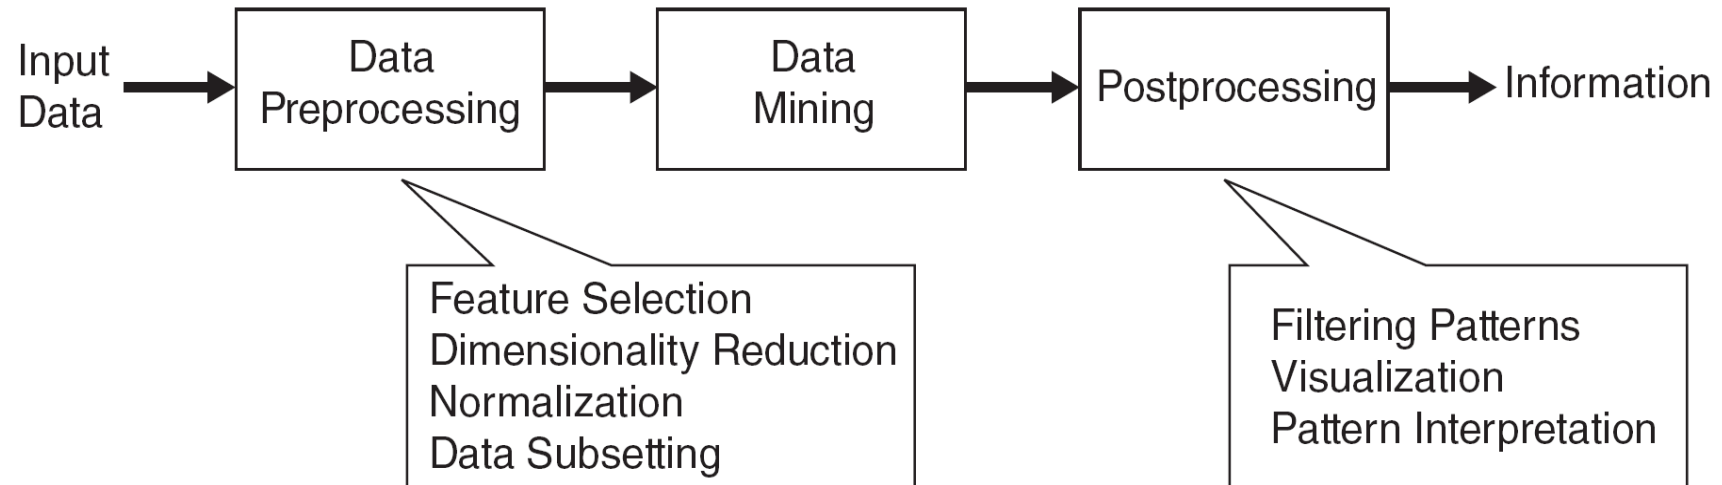 Input
Data
Data
Preprocessing
Data
Mining
Postprocessing
Information
Feature Selection
Dimensionality Reduction
Normalization
Data Subsetting
Filtering Patterns
Visualization
Pattern Interpretation